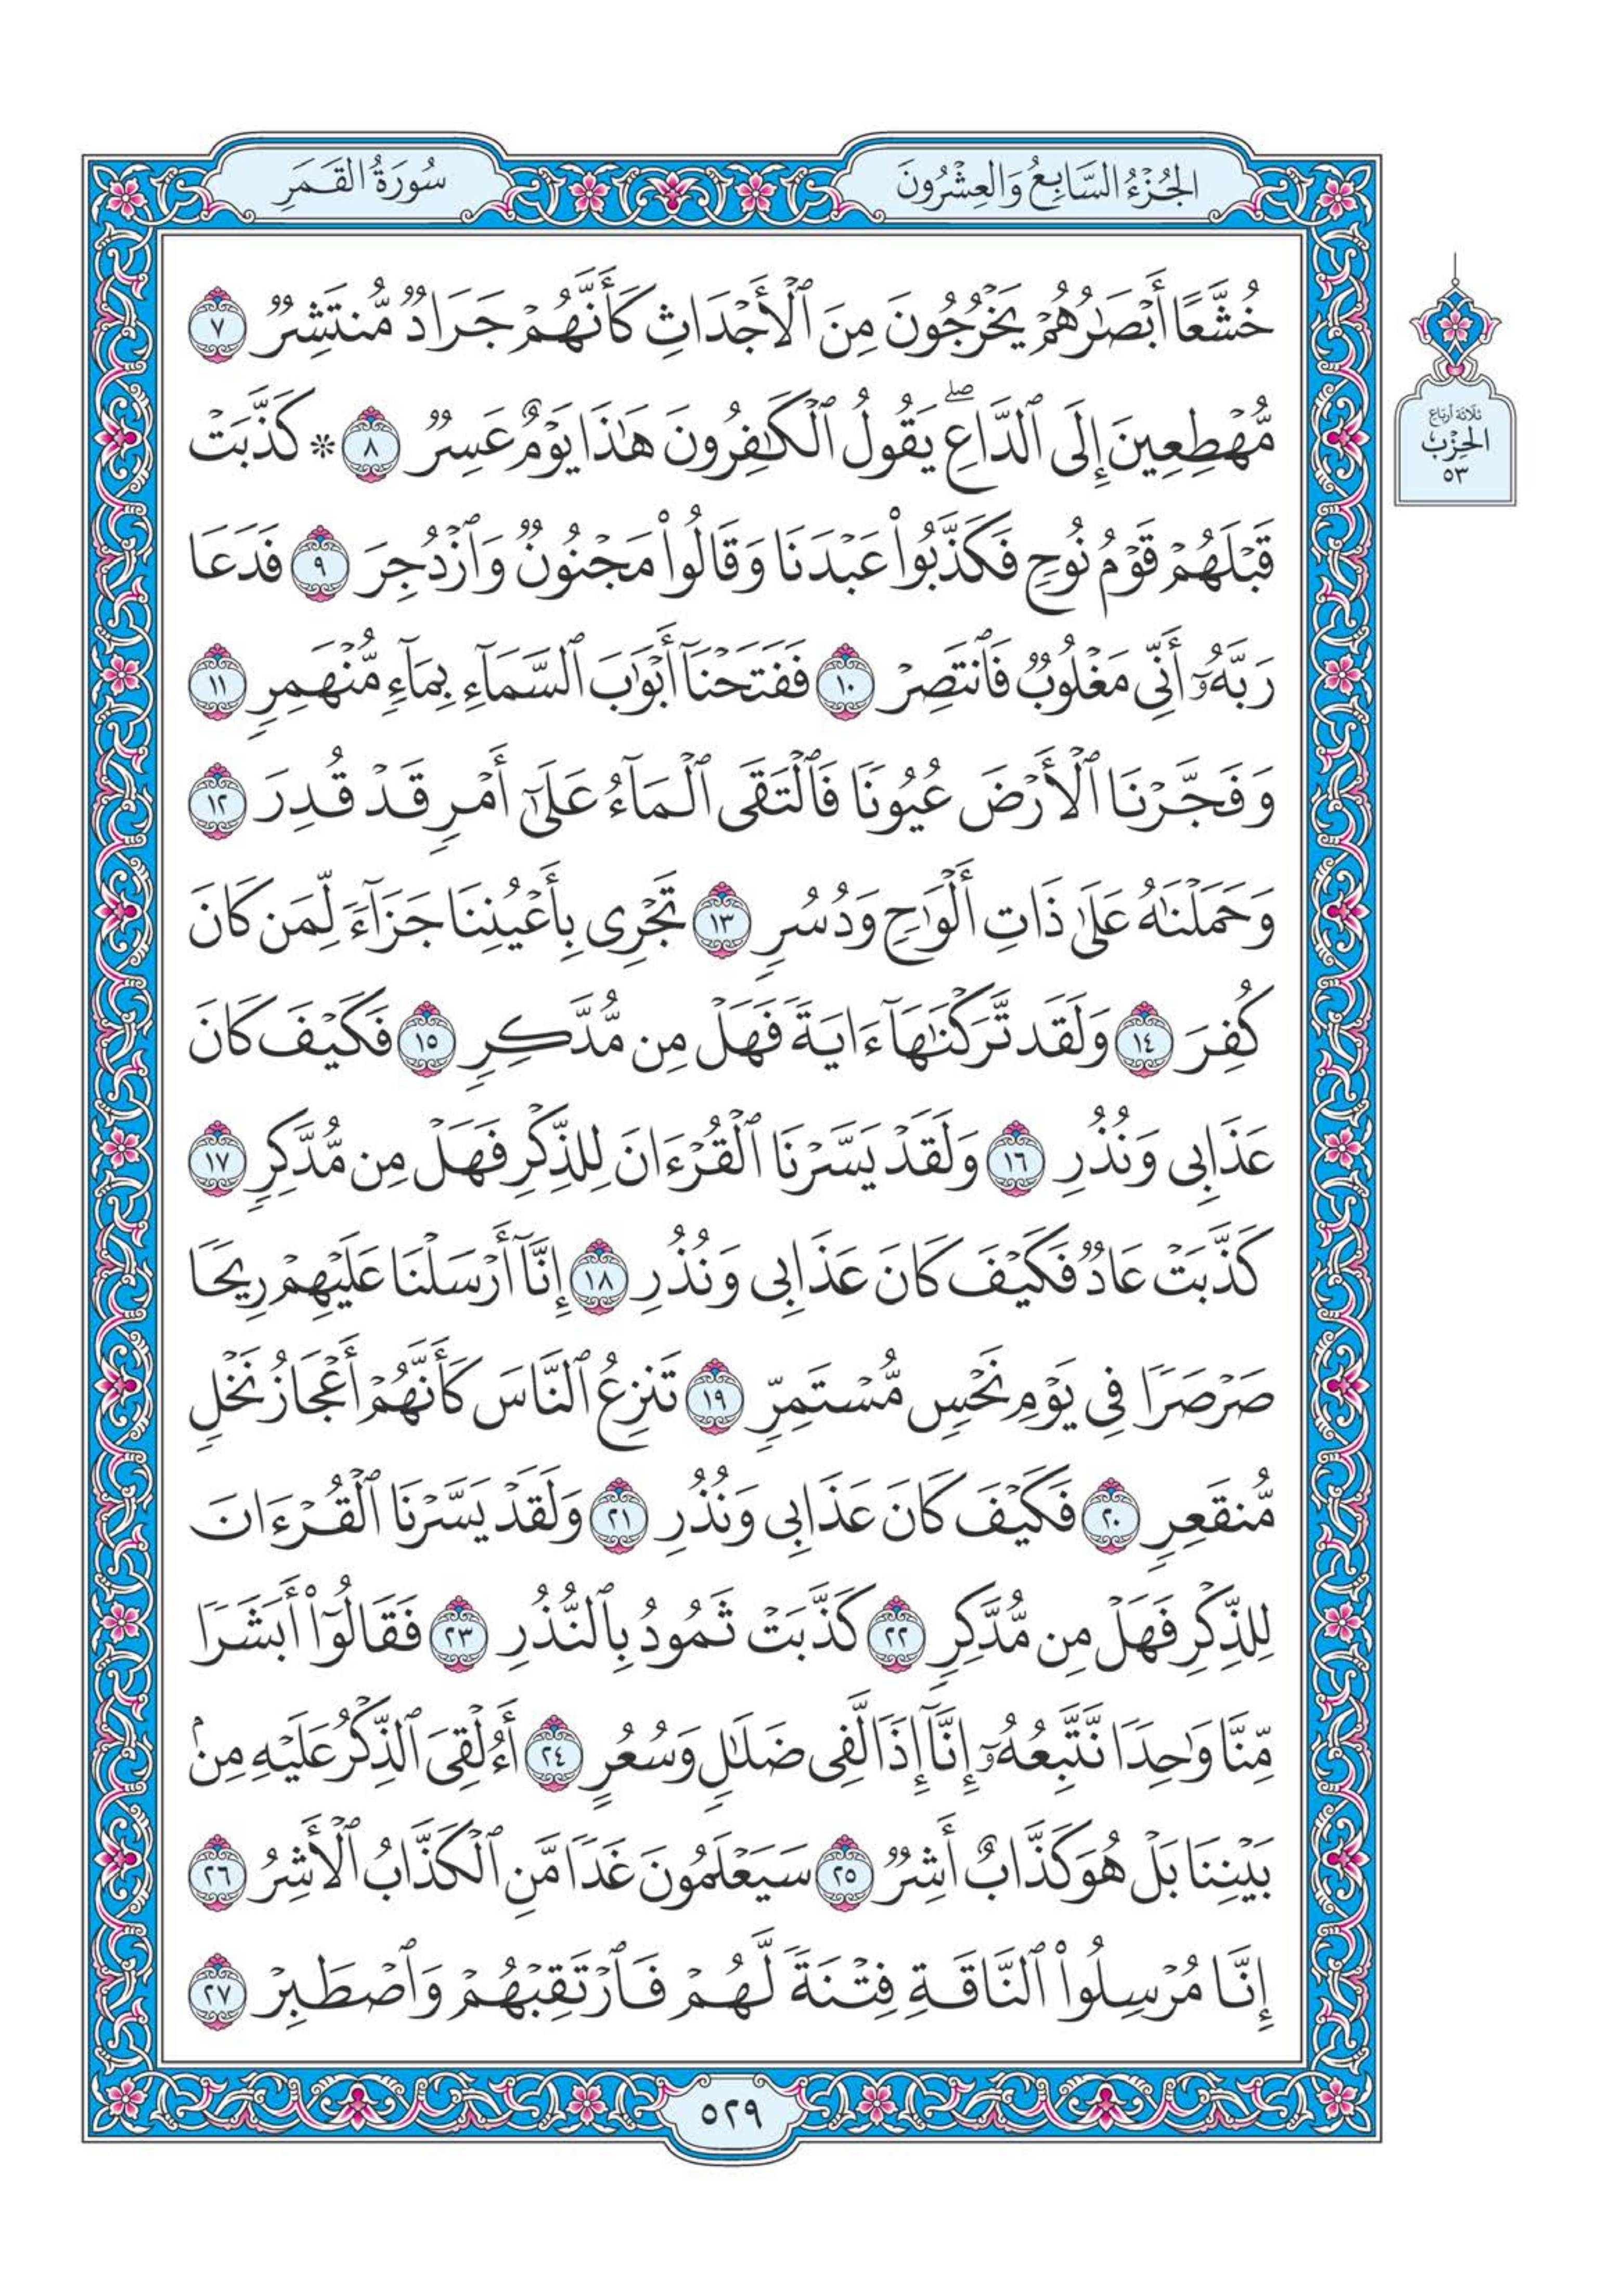 الجُزْءُ السَّابِعُ وَالعِشْرُونَ
سُورَةُ القَمَرِ
خُشَّعًا أَبْصَٰرُهُمْ يَخْرُجُونَ مِنَ ٱلْأَجْدَاثِ كَأَنَّهُمْ جَرَادٌ مُّنتَشِرٌ ٧
مُّهْطِعِينَ إِلَى ٱلدَّاعِ ۖ يَقُولُ ٱلْكَٰفِرُونَ هَٰذَا يَوْمٌ عَسِرٌ ٨ * كَذَّبَتْ
قَبْلَهُمْ قَوْمُ نُوحٍ فَكَذَّبُوا۟ عَبْدَنَا وَقَالُوا۟ مَجْنُونٌ وَٱزْدُجِرَ ٩ فَدَعَا
رَبَّهُۥٓ أَنِّى مَغْلُوبٌ فَٱنتَصِرْ ١٠ فَفَتَحْنَآ أَبْوَٰبَ ٱلسَّمَآءِ بِمَآءٍ مُّنْهَمِرٍ ١١
وَفَجَّرْنَا ٱلْأَرْضَ عُيُونًا فَٱلْتَقَى ٱلْمَآءُ عَلَىٰٓ أَمْرٍ قَدْ قُدِرَ ١٢
وَحَمَلْنَٰهُ عَلَىٰ ذَاتِ أَلْوَٰحٍ وَدُسُرٍ ١٣ تَجْرِى بِأَعْيُنِنَا جَزَآءً لِّمَن كَانَ
كُفِرَ ١٤ وَلَقَد تَّرَكْنَٰهَآ ءَايَةً فَهَلْ مِن مُّدَّكِرٍ ١٥ فَكَيْفَ كَانَ
عَذَابِى وَنُذُرِ ١٦ وَلَقَدْ يَسَّرْنَا ٱلْقُرْءَانَ لِلذِّكْرِ فَهَلْ مِن مُّدَّكِرٍ ١٧
كَذَّبَتْ عَادٌ فَكَيْفَ كَانَ عَذَابِى وَنُذُرِ ١٨ إِنَّآ أَرْسَلْنَا عَلَيْهِمْ رِيحًا
صَرْصَرًا فِى يَوْمِ نَحْسٍ مُّسْتَمِرٍّ ١٩ تَنزِعُ ٱلنَّاسَ كَأَنَّهُمْ أَعْجَازُ نَخْلٍ
مُّنقَعِرٍ ٢٠ فَكَيْفَ كَانَ عَذَابِى وَنُذُرِ ٢١ وَلَقَدْ يَسَّرْنَا ٱلْقُرْءَانَ
لِلذِّكْرِ فَهَلْ مِن مُّدَّكِرٍ ٢٢ كَذَّبَتْ ثَمُودُ بِٱلنُّذُرِ ٢٣ فَقَالُوٓا۟ أَبَشَرًا
مِّنَّا وَٰحِدًا نَّتَّبِعُهُۥٓ إِنَّآ إِذًا لَّفِى ضَلَٰلٍ وَسُعُرٍ ٢٤ أَءُلْقِىَ ٱلذِّكْرُ عَلَيْهِ مِنۢ
بَيْنِنَا بَلْ هُوَ كَذَّابٌ أَشِرٌ ٢٥ سَيَعْلَمُونَ غَدًا مَّنِ ٱلْكَذَّابُ ٱلْأَشِرُ ٢٦
إِنَّا مُرْسِلُوا۟ ٱلنَّاقَةِ فِتْنَةً لَّهُمْ فَٱرْتَقِبْهُمْ وَٱصْطَبِرْ ٢٧
ثلاثة أرباع
الحِزْب
٥٣
٥٢٩